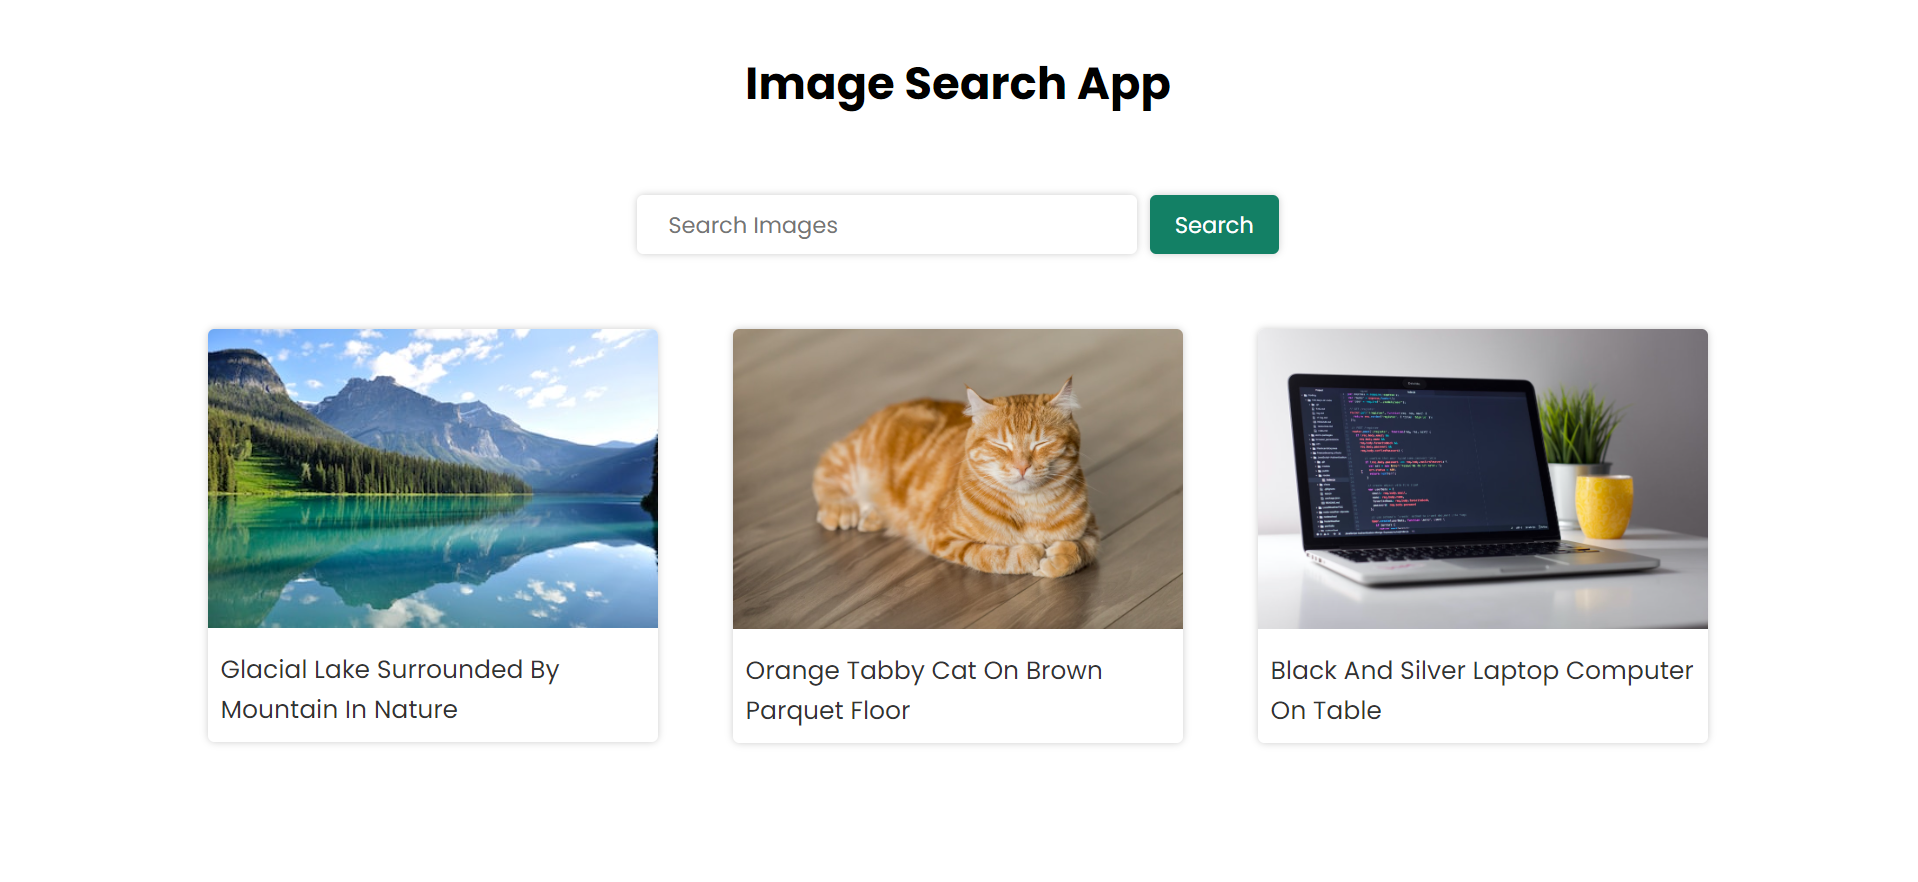 Image Search App
Search Images
Search
Glacial Lake Surrounded By
Mountain In Nature
Orange Tabby Cat On Brown
Parquet Floor
Black And Silver Laptop Computer
On Table